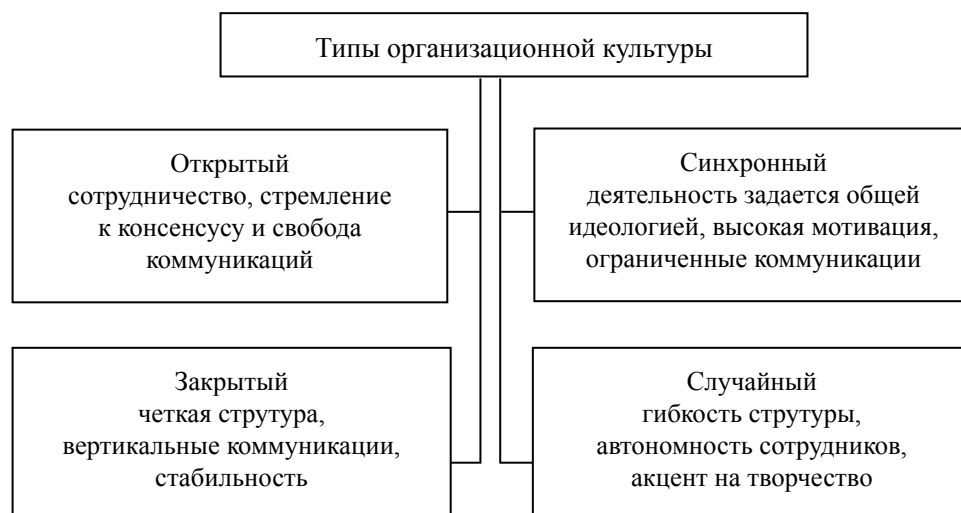 Типы организационной культуры
Открытый
сотрудничество, стремление
к консенсусу и свобода
коммуникаций
Синхронный
деятельность задается общей
идеологией, высокая мотивация,
ограниченные коммуникации
Закрытый
четкая струтура,
вертикальные коммуникации,
стабильность
Случайный
гибкость струтуры,
автономность сотрудников,
акцент на творчество